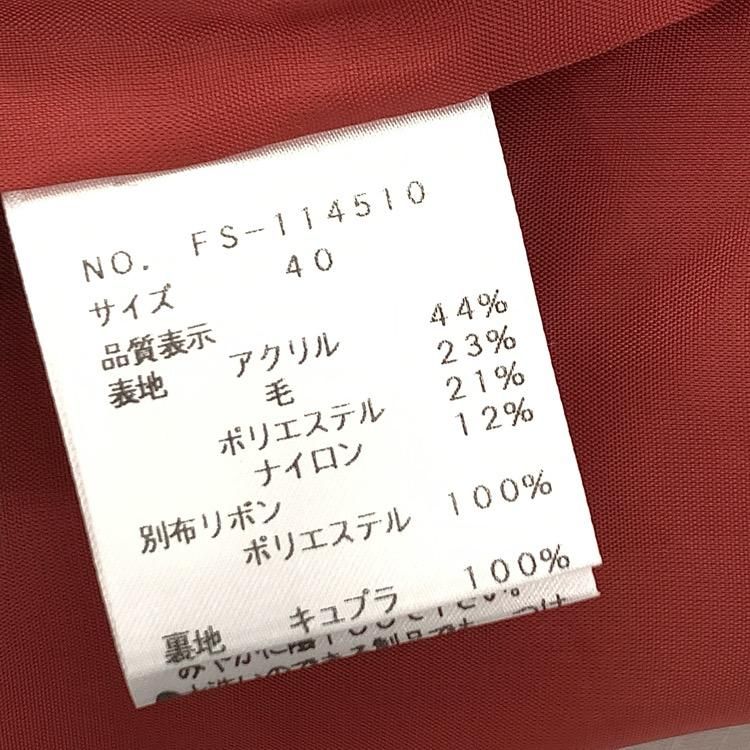 NO. FS-114510
サイズ 40
品質表示
表地 アクリル 44%
毛 23%
ポリエステル 21%
ナイロン 12%
別布リボン
ポリエステル 100%
裏地 キュプラ 100%